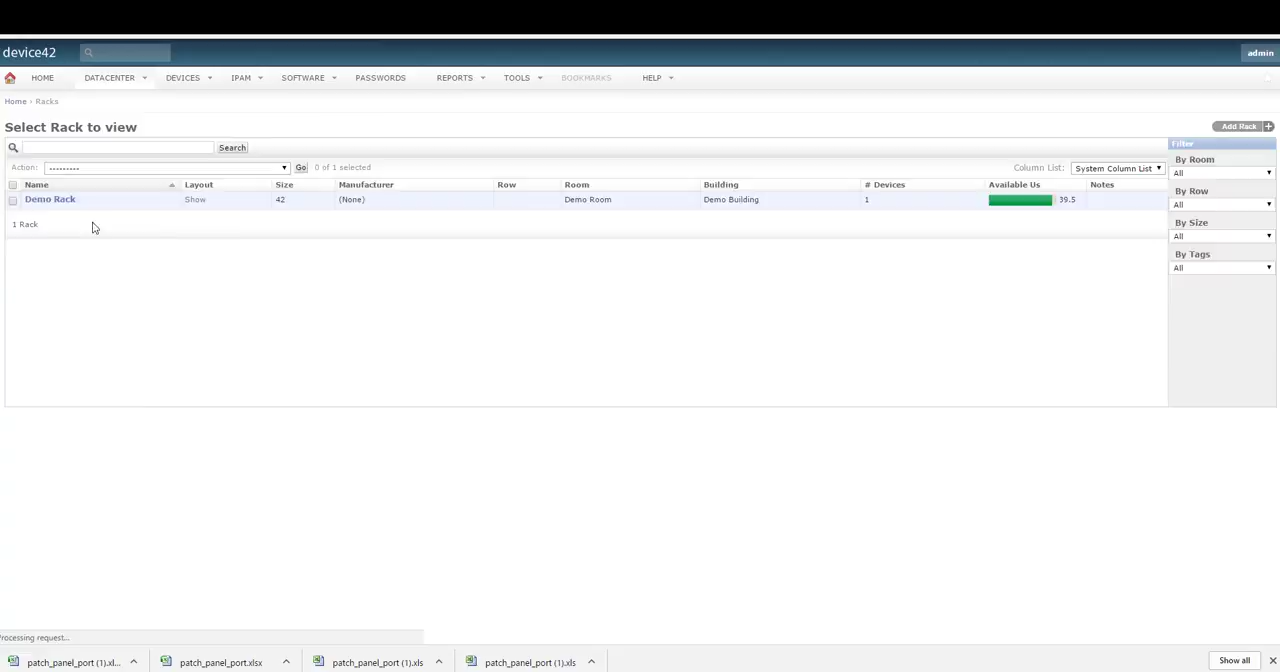 device42
admin
HOME DATACENTER DEVICES IPAM SOFTWARE PASSWORDS REPORTS TOOLS BOOKMARKS HELP
Home › Racks
Select Rack to view
Add Rack
Search
Filter
Action: --------- Go 0 of 1 selected Column List: System Column List
By Room
All
By Row
All
By Size
All
By Tags
All
Name Layout Size Manufacturer Row Room Building # Devices Available Us Notes
Demo Rack Show 42 (None) Demo Room Demo Building 1 39.5
1 Rack
Processing request...
patch_panel_port (1).xl... patch_panel_port.xlsx patch_panel_port (1).xls patch_panel_port (1).xls Show all